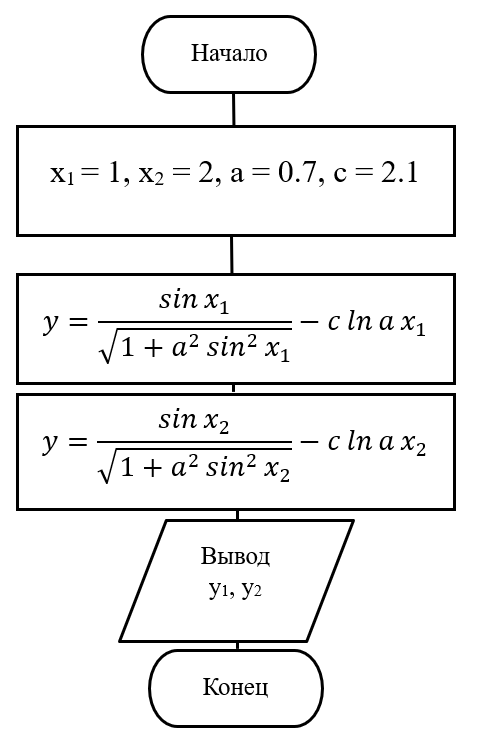 Начало
x₁ = 1, x₂ = 2, a = 0.7, c = 2.1
y = sin x₁ / √(1 + a² sin² x₁) − c ln a x₁
y = sin x₂ / √(1 + a² sin² x₂) − c ln a x₂
Вывод
y₁, y₂
Конец